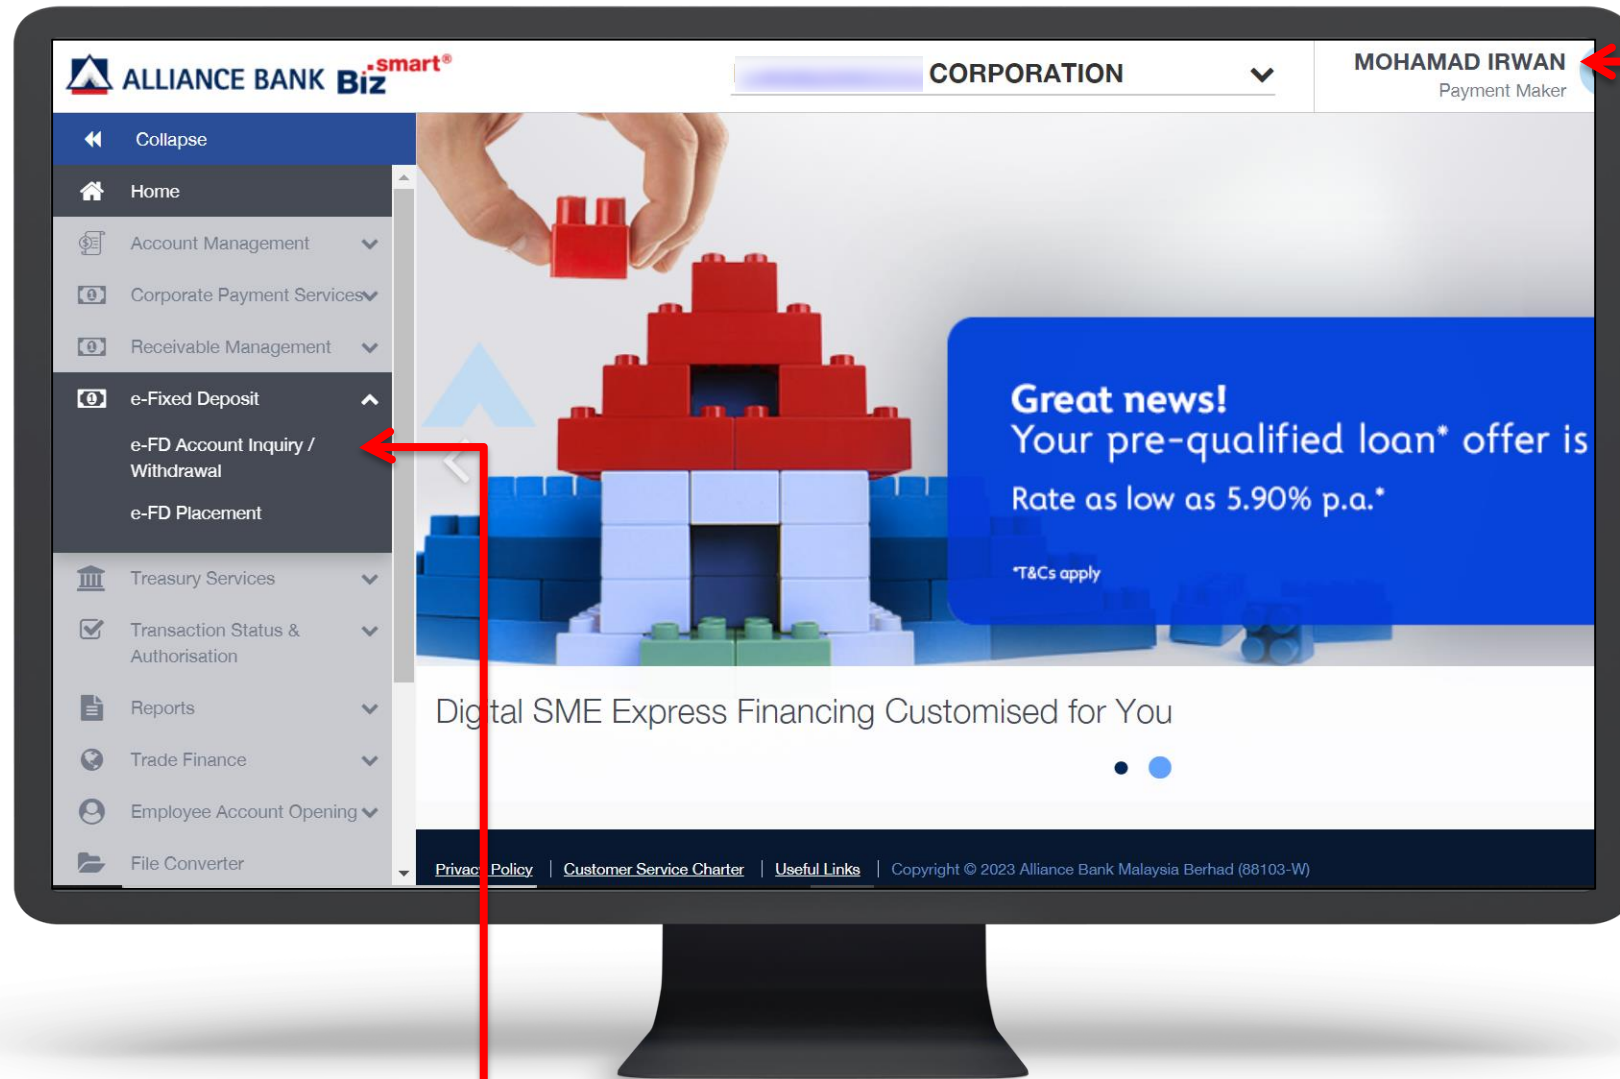 ALLIANCE BANK Bizsmart®
CORPORATION
MOHAMAD IRWAN
Payment Maker
Collapse
Home
Account Management
Corporate Payment Services
Receivable Management
e-Fixed Deposit
e-FD Account Inquiry /
Withdrawal
e-FD Placement
Treasury Services
Transaction Status &
Authorisation
Reports
Trade Finance
Employee Account Opening
File Converter
Great news!
Your pre-qualified loan* offer is
Rate as low as 5.90% p.a.*
*T&Cs apply
Digital SME Express Financing Customised for You
Privacy Policy | Customer Service Charter | Useful Links | Copyright © 2023 Alliance Bank Malaysia Berhad (88103-W)